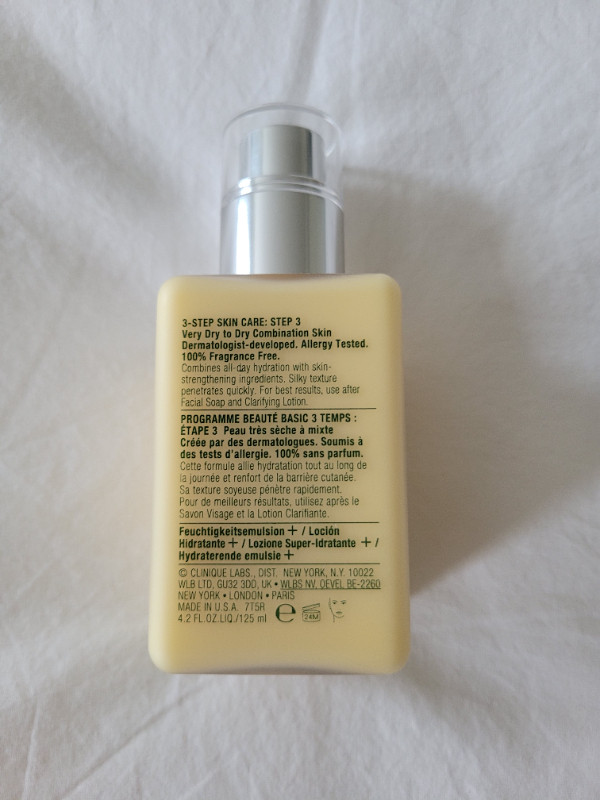 3-STEP SKIN CARE: STEP 3
Very Dry to Dry Combination Skin
Dermatologist-developed. Allergy Tested.
100% Fragrance Free.
Combines all-day hydration with skin-
strengthening ingredients. Silky texture
penetrates quickly. For best results, use after
Facial Soap and Clarifying Lotion.
PROGRAMME BEAUTÉ BASIC 3 TEMPS :
ÉTAPE 3 Peau très sèche à mixte
Créée par des dermatologues. Soumis à
des tests d'allergie. 100% sans parfum.
Cette formule allie hydratation tout au long de
la journée et renfort de la barrière cutanée.
Sa texture soyeuse pénètre rapidement.
Pour de meilleurs résultats, utilisez après le
Savon Visage et la Lotion Clarifiante.
Feuchtigkeitsemulsion + / Loción
Hidratante + / Lozione Super-Idratante + /
Hydraterende emulsie +
© CLINIQUE LABS., DIST. NEW YORK, N.Y. 10022
WLB LTD, GU32 3DD, UK • WLBS NV, OEVEL BE-2260
NEW YORK • LONDON • PARIS
MADE IN U.S.A. 7T5R
4.2 FL.OZ.LIQ./125 ml e 24M